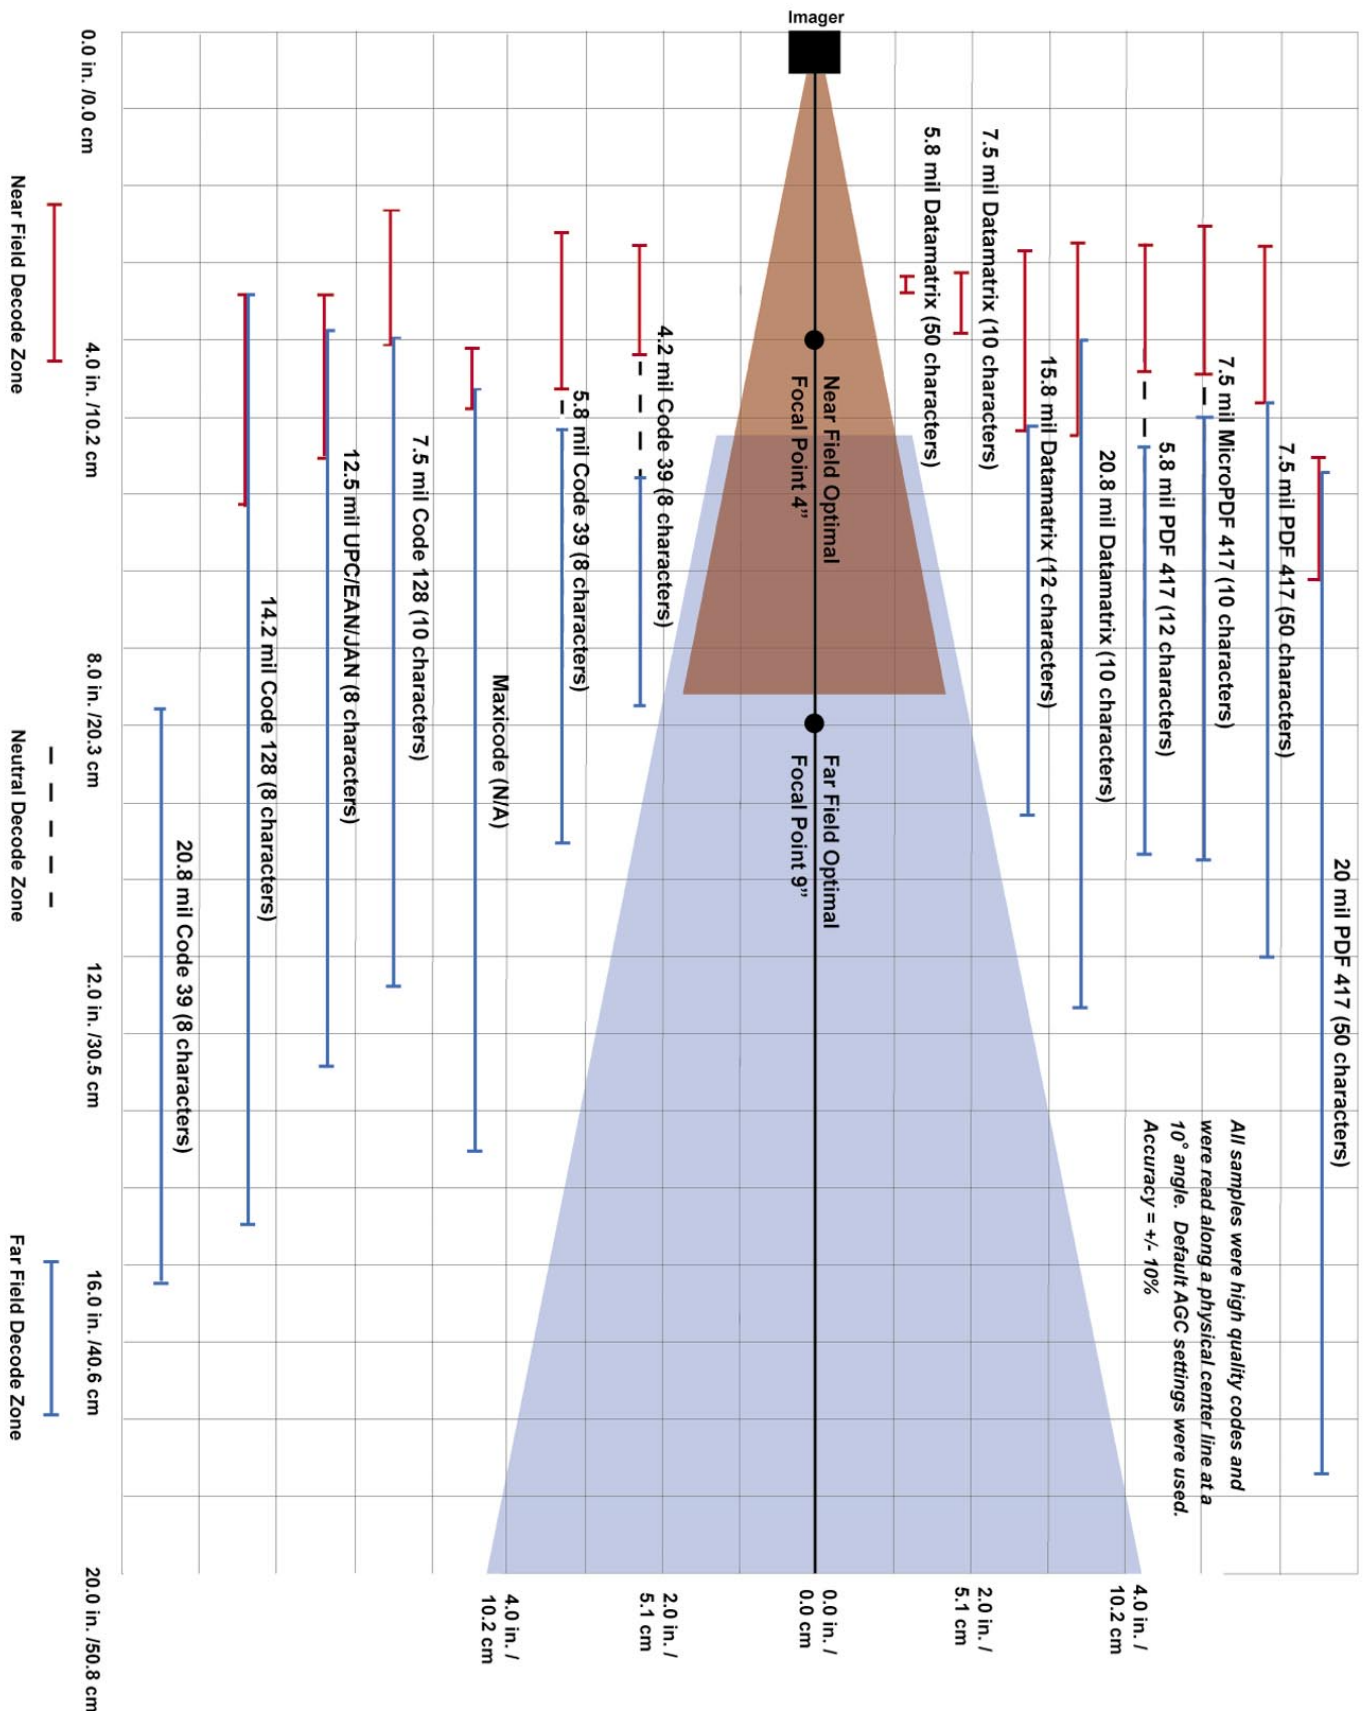 Imager
20 mil PDF 417 (50 characters)
7.5 mil PDF 417 (50 characters)
7.5 mil MicroPDF 417 (10 characters)
5.8 mil PDF 417 (12 characters)
20.8 mil Datamatrix (10 characters)
15.8 mil Datamatrix (12 characters)
7.5 mil Datamatrix (10 characters)
5.8 mil Datamatrix (50 characters)
All samples were high quality codes and
were read along a physical center line at a
10° angle. Default AGC settings were used.
Accuracy = +/- 10%
Near Field Optimal
Focal Point 4”
Far Field Optimal
Focal Point 9”
4.2 mil Code 39 (8 characters)
5.8 mil Code 39 (8 characters)
Maxicode (N/A)
7.5 mil Code 128 (10 characters)
12.5 mil UPC/EAN/JAN (8 characters)
14.2 mil Code 128 (8 characters)
20.8 mil Code 39 (8 characters)
4.0 in. /
10.2 cm
2.0 in. /
5.1 cm
0.0 in. /
0.0 cm
2.0 in. /
5.1 cm
4.0 in. /
10.2 cm
0.0 in. /0.0 cm
4.0 in. /10.2 cm
8.0 in. /20.3 cm
12.0 in. /30.5 cm
16.0 in. /40.6 cm
20.0 in. /50.8 cm
Near Field Decode Zone
Neutral Decode Zone
Far Field Decode Zone